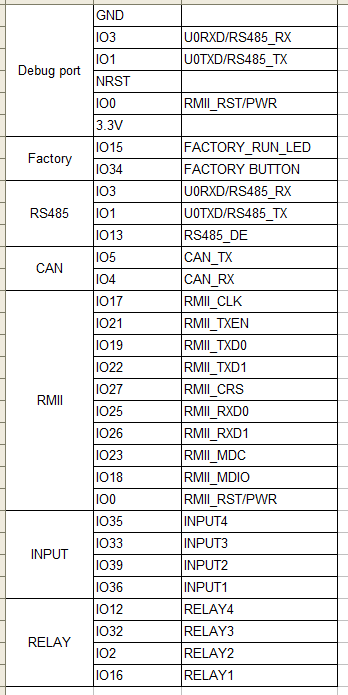 Debug port
GND
IO3 U0RXD/RS485_RX
IO1 U0TXD/RS485_TX
NRST
IO0 RMII_RST/PWR
3.3V
Factory
IO15 FACTORY_RUN_LED
IO34 FACTORY BUTTON
RS485
IO3 U0RXD/RS485_RX
IO1 U0TXD/RS485_TX
IO13 RS485_DE
CAN
IO5 CAN_TX
IO4 CAN_RX
RMII
IO17 RMII_CLK
IO21 RMII_TXEN
IO19 RMII_TXD0
IO22 RMII_TXD1
IO27 RMII_CRS
IO25 RMII_RXD0
IO26 RMII_RXD1
IO23 RMII_MDC
IO18 RMII_MDIO
IO0 RMII_RST/PWR
INPUT
IO35 INPUT4
IO33 INPUT3
IO39 INPUT2
IO36 INPUT1
RELAY
IO12 RELAY4
IO32 RELAY3
IO2 RELAY2
IO16 RELAY1